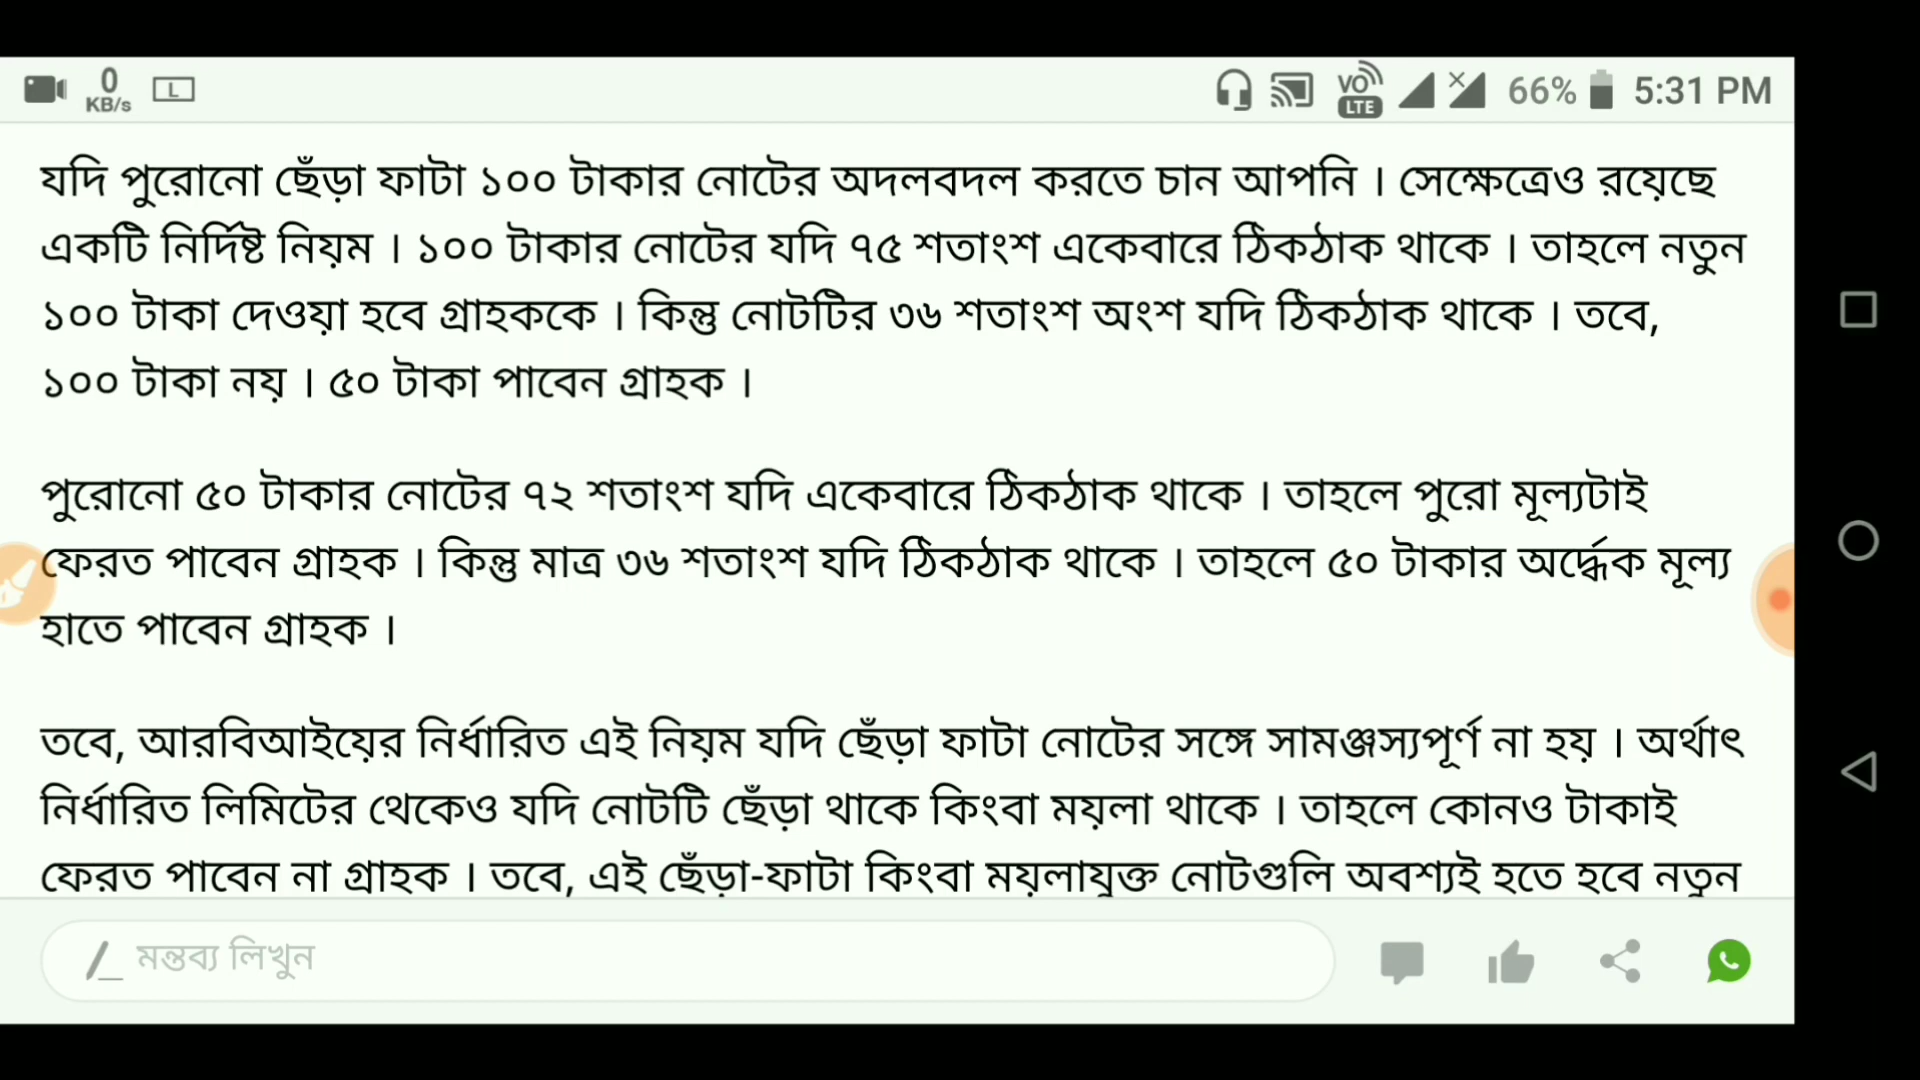 0
KB/s
L
VO
LTE
66%
5:31 PM
যদি পুরোনো ছেঁড়া ফাটা ১০০ টাকার নোটের অদলবদল করতে চান আপনি । সেক্ষেত্রেও রয়েছে
একটি নির্দিষ্ট নিয়ম । ১০০ টাকার নোটের যদি ৭৫ শতাংশ একেবারে ঠিকঠাক থাকে । তাহলে নতুন
১০০ টাকা দেওয়া হবে গ্রাহককে । কিন্তু নোটটির ৩৬ শতাংশ অংশ যদি ঠিকঠাক থাকে । তবে,
১০০ টাকা নয় । ৫০ টাকা পাবেন গ্রাহক ।
পুরোনো ৫০ টাকার নোটের ৭২ শতাংশ যদি একেবারে ঠিকঠাক থাকে । তাহলে পুরো মূল্যটাই
ফেরত পাবেন গ্রাহক । কিন্তু মাত্র ৩৬ শতাংশ যদি ঠিকঠাক থাকে । তাহলে ৫০ টাকার অর্দ্ধেক মূল্য
হাতে পাবেন গ্রাহক ।
তবে, আরবিআইয়ের নির্ধারিত এই নিয়ম যদি ছেঁড়া ফাটা নোটের সঙ্গে সামঞ্জস্যপূর্ণ না হয় । অর্থাৎ
নির্ধারিত লিমিটের থেকেও যদি নোটটি ছেঁড়া থাকে কিংবা ময়লা থাকে । তাহলে কোনও টাকাই
ফেরত পাবেন না গ্রাহক । তবে, এই ছেঁড়া-ফাটা কিংবা ময়লাযুক্ত নোটগুলি অবশ্যই হতে হবে নতুন
মন্তব্য লিখুন